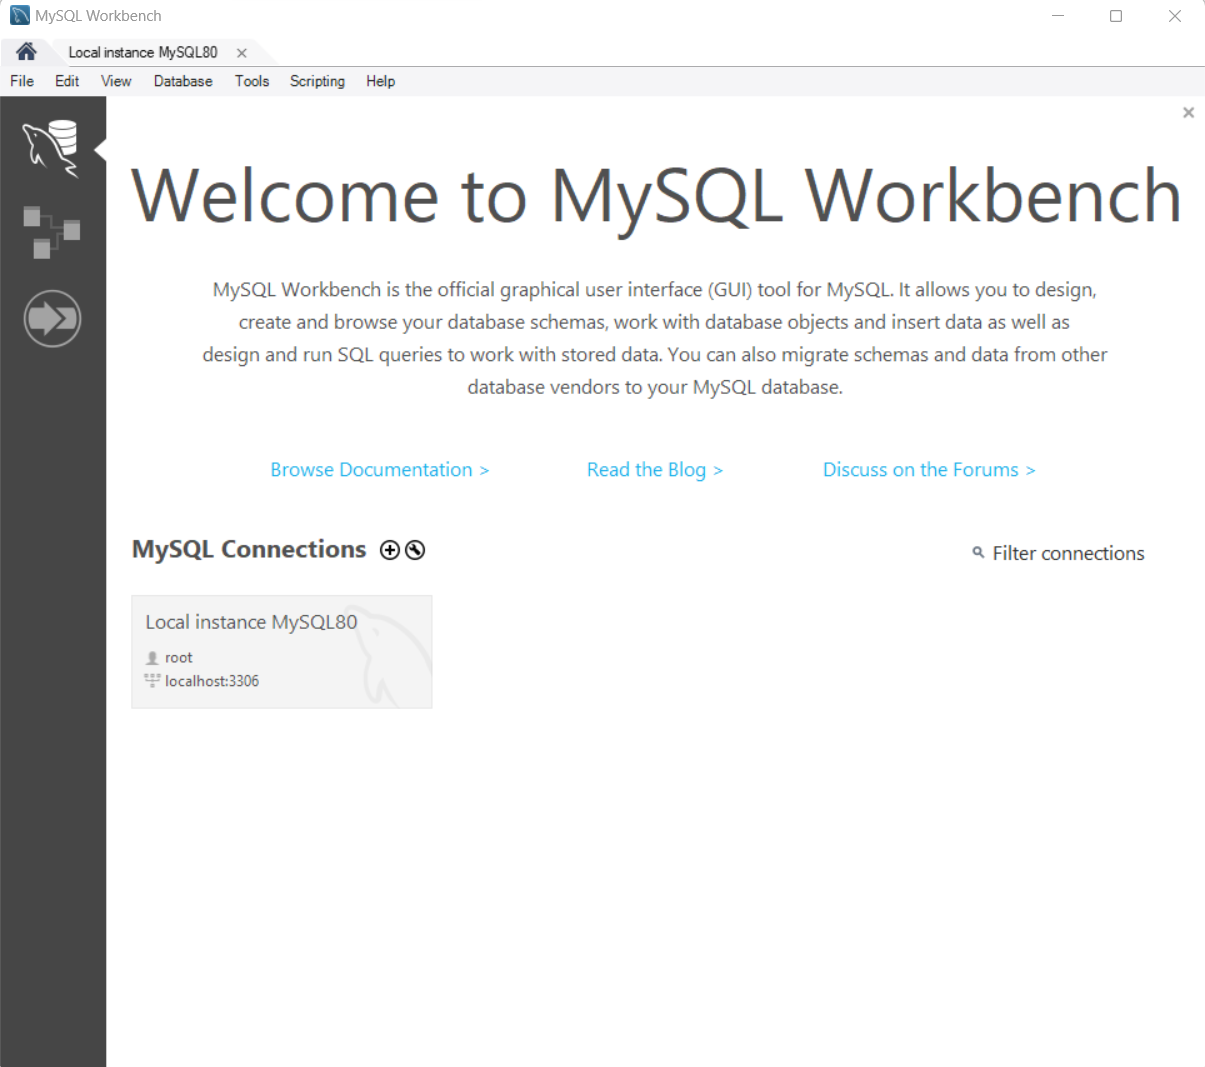 MySQL Workbench
Local instance MySQL80
File Edit View Database Tools Scripting Help
Welcome to MySQL Workbench
MySQL Workbench is the official graphical user interface (GUI) tool for MySQL. It allows you to design,
create and browse your database schemas, work with database objects and insert data as well as
design and run SQL queries to work with stored data. You can also migrate schemas and data from other
database vendors to your MySQL database.
Browse Documentation > Read the Blog > Discuss on the Forums >
MySQL Connections Filter connections
Local instance MySQL80
root
localhost:3306